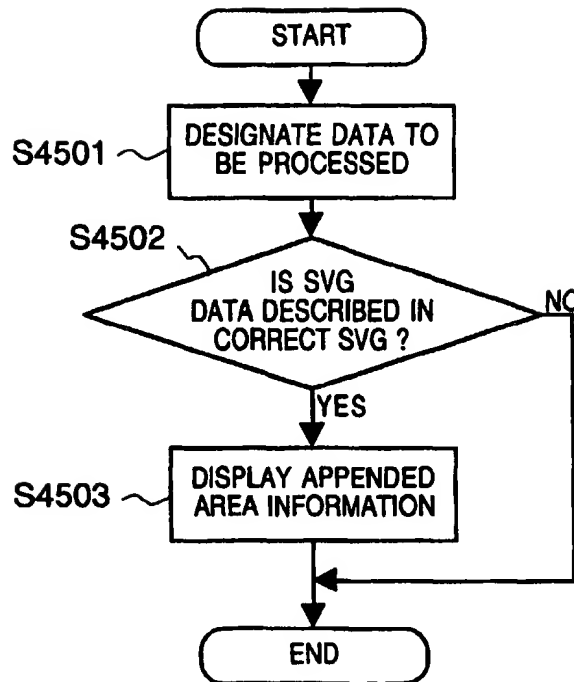 START
S4501
DESIGNATE DATA TO
BE PROCESSED
S4502
IS SVG
DATA DESCRIBED IN
CORRECT SVG ?
NO
YES
S4503
DISPLAY APPENDED
AREA INFORMATION
END